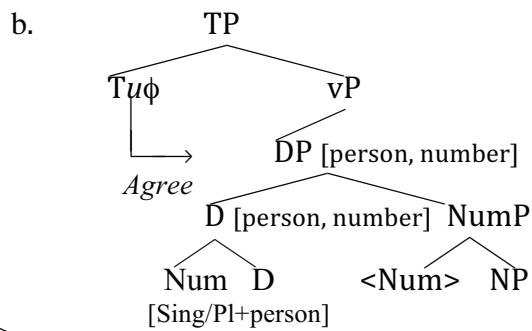 b. TP
Tuϕ vP
Agree DP [person, number]
D [person, number] NumP
Num D <Num> NP
[Sing/Pl+person]